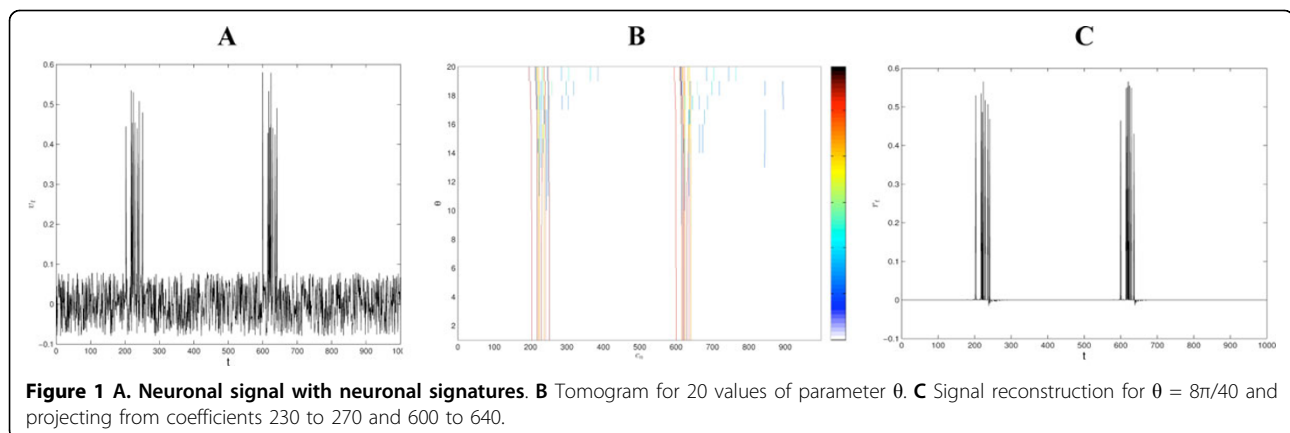 A
B
C
0.6
0.5
0.4
0.3
0.2
0.1
0
−0.1
v_t
0 100 200 300 400 500 600 700 800 900 1000
t
20
18
16
14
12
10
8
6
4
2
θ
0 100 200 300 400 500 600 700 800 900
c_n
0.6
0.5
0.4
0.3
0.2
0.1
0
−0.1
r_t
0 100 200 300 400 500 600 700 800 900 1000
t
Figure 1 A. Neuronal signal with neuronal signatures. B Tomogram for 20 values of parameter θ. C Signal reconstruction for θ = 8π/40 and
projecting from coefficients 230 to 270 and 600 to 640.